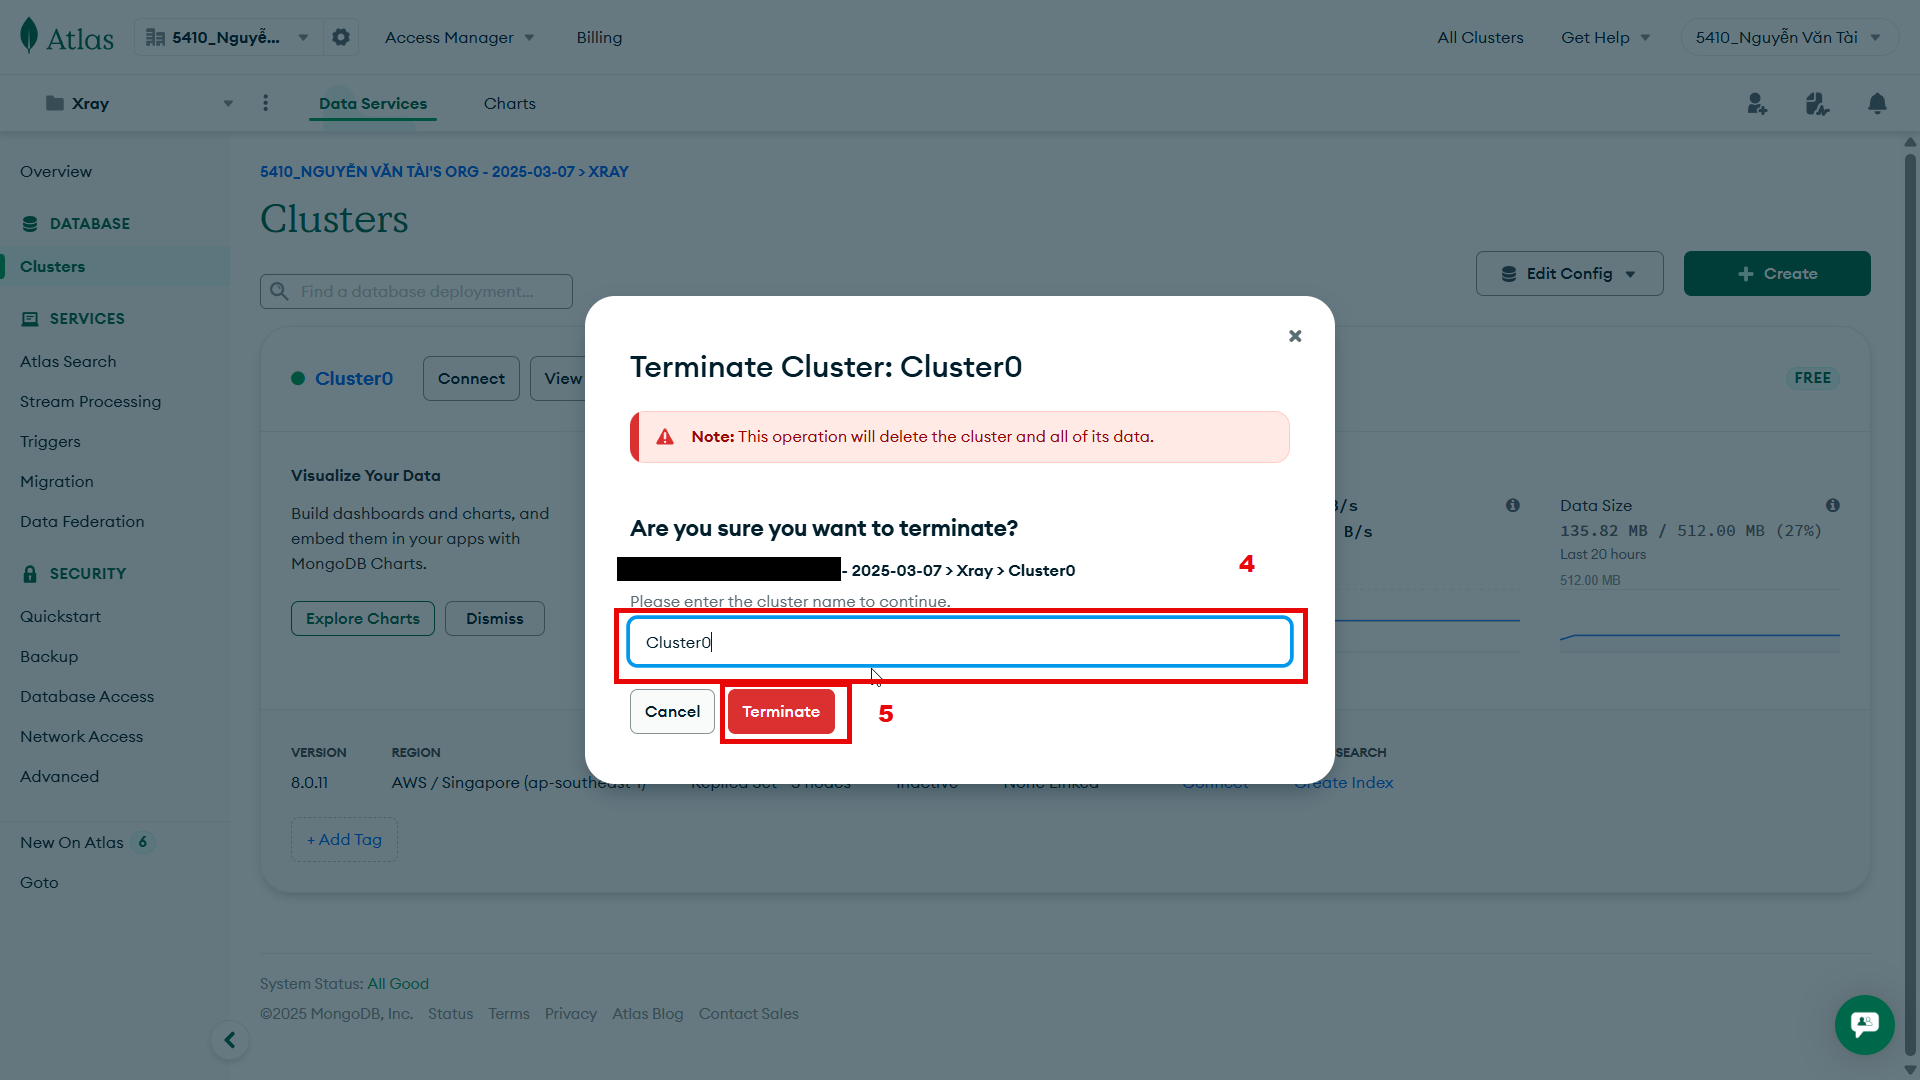 Atlas
5410_Nguyễ...
Access Manager
Billing
All Clusters
Get Help
5410_Nguyễn Văn Tài
Xray
Data Services
Charts
Overview
DATABASE
Clusters
SERVICES
Atlas Search
Stream Processing
Triggers
Migration
Data Federation
SECURITY
Quickstart
Backup
Database Access
Network Access
Advanced
New On Atlas 6
Goto
5410_NGUYỄN VĂN TÀI'S ORG - 2025-03-07 > XRAY
Clusters
Find a database deployment...
Edit Config
+ Create
Cluster0
Connect
View
FREE
Visualize Your Data
Build dashboards and charts, and
embed them in your apps with
MongoDB Charts.
Explore Charts
Dismiss
B/s
B/s
Data Size
135.82 MB / 512.00 MB (27%)
Last 20 hours
512.00 MB
VERSION
REGION
SEARCH
8.0.11
AWS / Singapore (ap-southeast-1)
Inactive
None Linked
Connect
Create Index
+ Add Tag
Terminate Cluster: Cluster0
Note: This operation will delete the cluster and all of its data.
Are you sure you want to terminate?
- 2025-03-07 > Xray > Cluster0
4
Please enter the cluster name to continue.
Cluster0
Cancel
Terminate
5
System Status: All Good
©2025 MongoDB, Inc.
Status
Terms
Privacy
Atlas Blog
Contact Sales